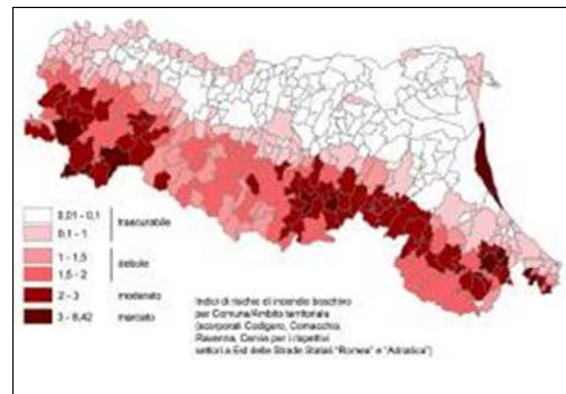 0,01 - 0,1
trascurabile
0,1 - 1
1 - 1,5
debole
1,5 - 2
2 - 3 moderato
3 - 8,42 marcato
Indici di rischio di incendio boschivo
per Comune/Ambito territoriale
(scorporati Codigoro, Comacchio,
Ravenna, Cervia per i rispettivi
settori a Est delle Strade Statali "Romea" e "Adriatica")